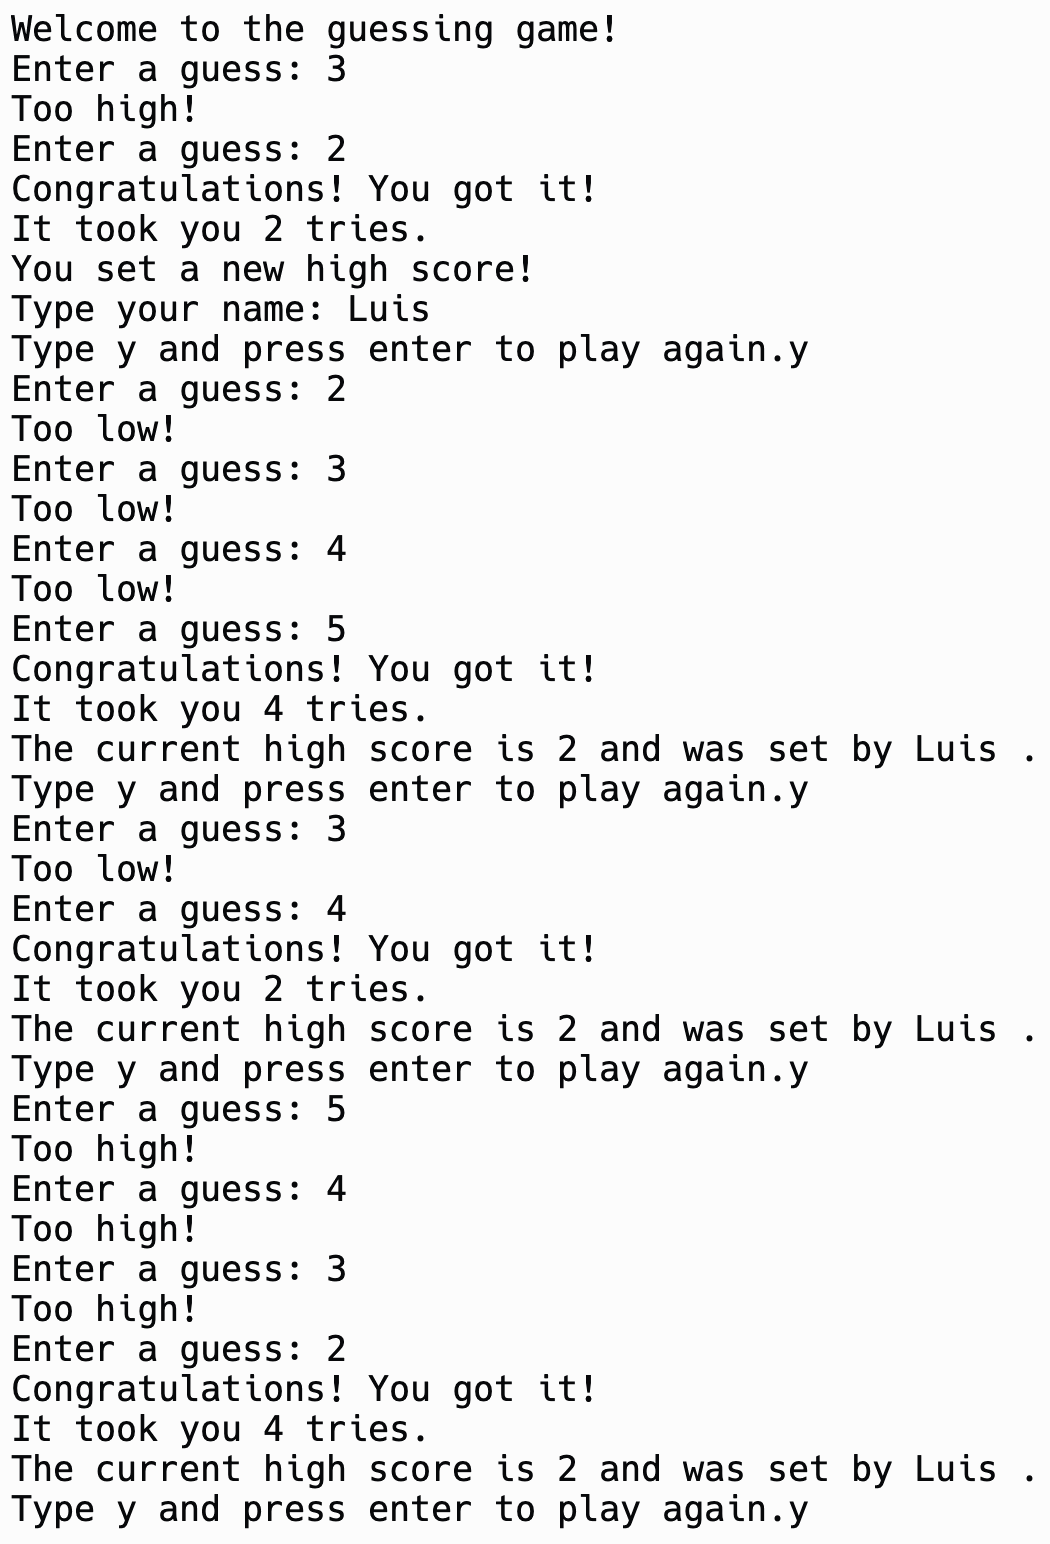 Welcome to the guessing game!
Enter a guess: 3
Too high!
Enter a guess: 2
Congratulations! You got it!
It took you 2 tries.
You set a new high score!
Type your name: Luis
Type y and press enter to play again.y
Enter a guess: 2
Too low!
Enter a guess: 3
Too low!
Enter a guess: 4
Too low!
Enter a guess: 5
Congratulations! You got it!
It took you 4 tries.
The current high score is 2 and was set by Luis .
Type y and press enter to play again.y
Enter a guess: 3
Too low!
Enter a guess: 4
Congratulations! You got it!
It took you 2 tries.
The current high score is 2 and was set by Luis .
Type y and press enter to play again.y
Enter a guess: 5
Too high!
Enter a guess: 4
Too high!
Enter a guess: 3
Too high!
Enter a guess: 2
Congratulations! You got it!
It took you 4 tries.
The current high score is 2 and was set by Luis .
Type y and press enter to play again.y